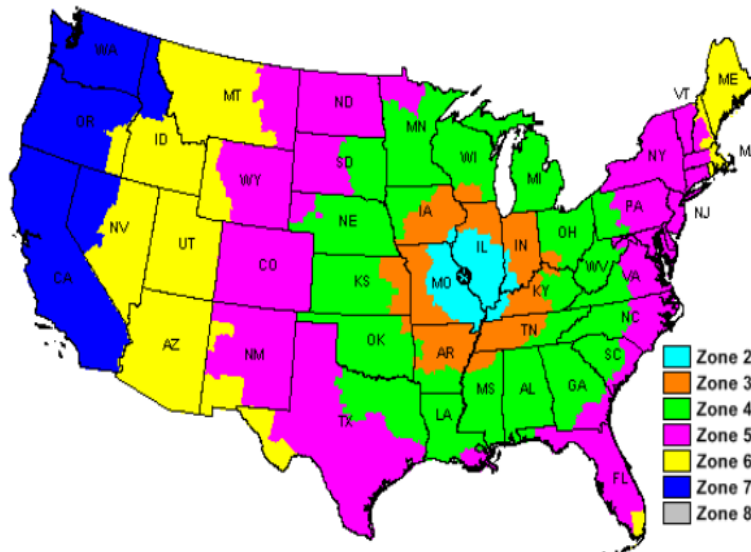 WA
MT
ND
MN
ME
VT
OR
ID
SD
WI
NY
M
WY
MI
IA
PA
NV
NE
NJ
UT
IL
IN
OH
CO
MO
WV
VA
CA
KS
KY
NC
TN
AZ
NM
OK
AR
SC
MS
AL
GA
TX
LA
FL
Zone 2
Zone 3
Zone 4
Zone 5
Zone 6
Zone 7
Zone 8